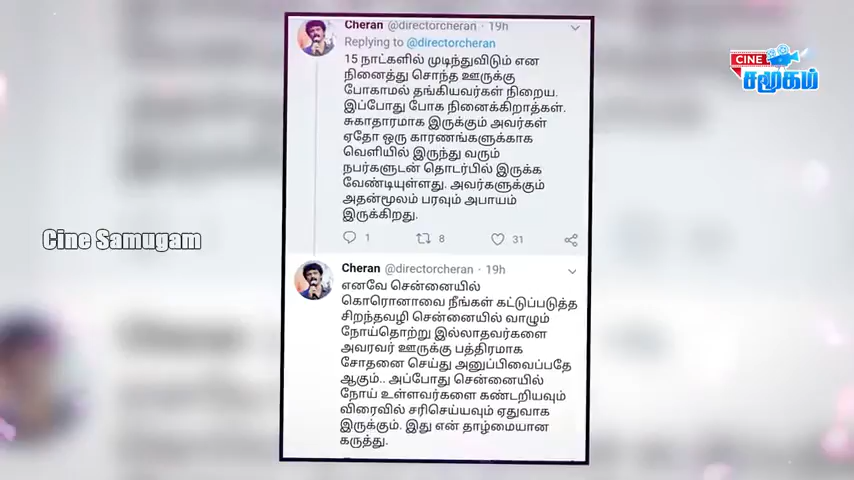 Cheran @directorcheran · 19h
Replying to @directorcheran
15 நாட்களில் முடிந்துவிடும் என
நினைத்து சொந்த ஊருக்கு
போகாமல் தங்கியவர்கள் நிறைய.
இப்போது போக நினைக்கிறாத்கள்.
சுகாதாரமாக இருக்கும் அவர்கள்
ஏதோ ஒரு காரணங்களுக்காக
வெளியில் இருந்து வரும்
நபர்களுடன் தொடர்பில் இருக்க
வேண்டியுள்ளது. அவர்களுக்கும்
அதன்மூலம் பரவும் அபாயம்
இருக்கிறது.
1 8 31
Cheran @directorcheran · 19h
எனவே சென்னையில்
கொரொனாவை நீங்கள் கட்டுப்படுத்த
சிறந்தவழி சென்னையில் வாழும்
நோய்தொற்று இல்லாதவர்களை
அவரவர் ஊருக்கு பத்திரமாக
சோதனை செய்து அனுப்பிவைப்பதே
ஆகும்.. அப்போது சென்னையில்
நோய் உள்ளவர்களை கண்டறியவும்
விரைவில் சரிசெய்யவும் ஏதுவாக
இருக்கும். இது என் தாழ்மையான
கருத்து.
Cine Samugam
CINE
சமூகம்